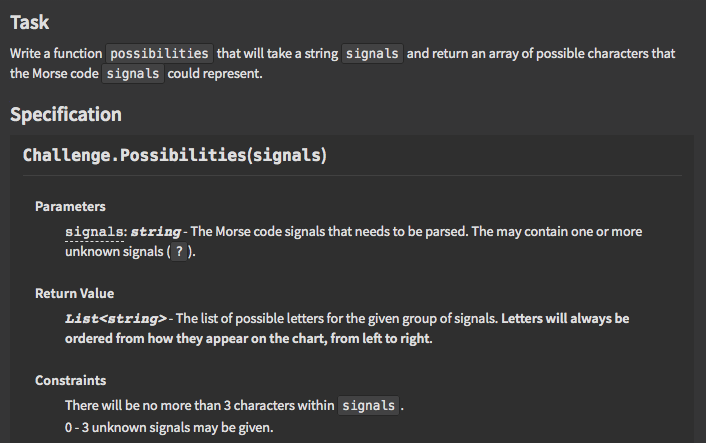 Task
Write a function possibilities that will take a string signals and return an array of possible characters that
the Morse code signals could represent.
Specification
Challenge.Possibilities(signals)
Parameters
signals: string - The Morse code signals that needs to be parsed. The may contain one or more
unknown signals ( ? ).
Return Value
List<string> - The list of possible letters for the given group of signals. Letters will always be
ordered from how they appear on the chart, from left to right.
Constraints
There will be no more than 3 characters within signals .
0 - 3 unknown signals may be given.